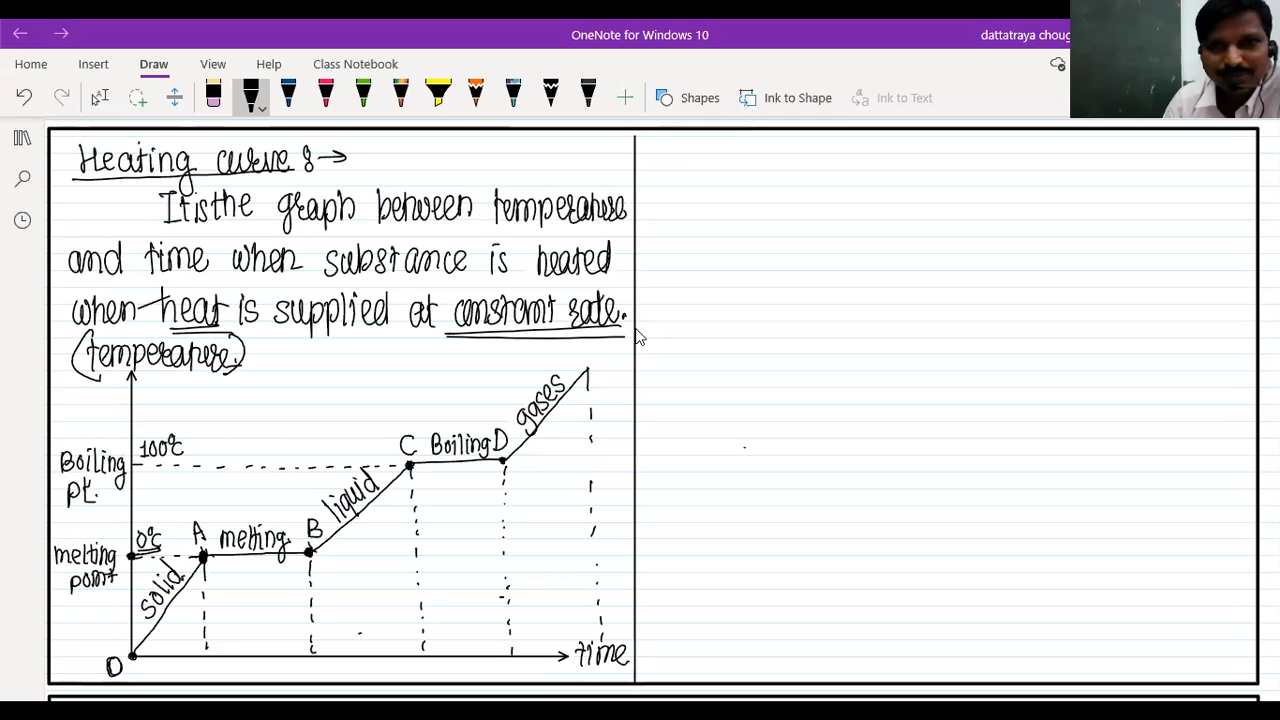 OneNote for Windows 10
dattatraya choug
Home Insert Draw View Help Class Notebook
Shapes Ink to Shape Ink to Text
Heating curve :→
It is the graph between temperature
and time when substance is heated
when heat is supplied at constant rate.
(temperature)
gases
100°C
C Boiling D
Boiling
pt.
liquid
0°C
A melting B
melting
point
solid
O
time